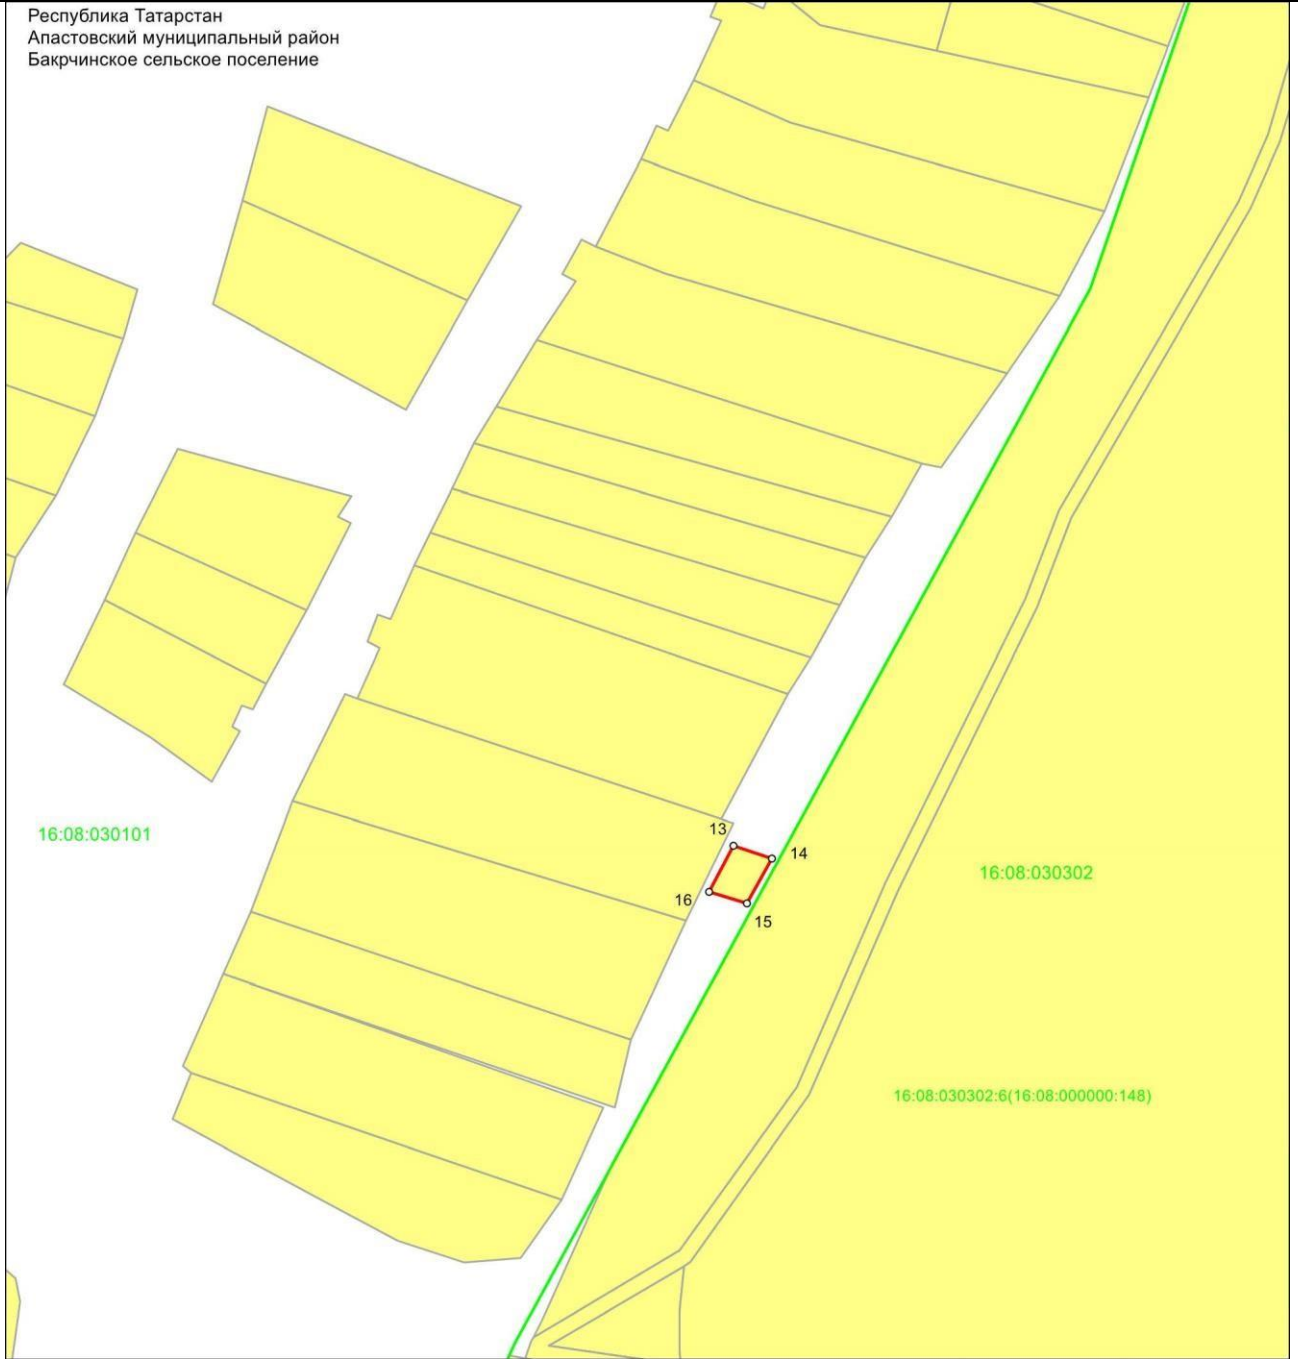 Республика Татарстан
Апастовский муниципальный район
Бакрчинское сельское поселение
16:08:030101
13
14
16:08:030302
16
15
16:08:030302:6(16:08:000000:148)